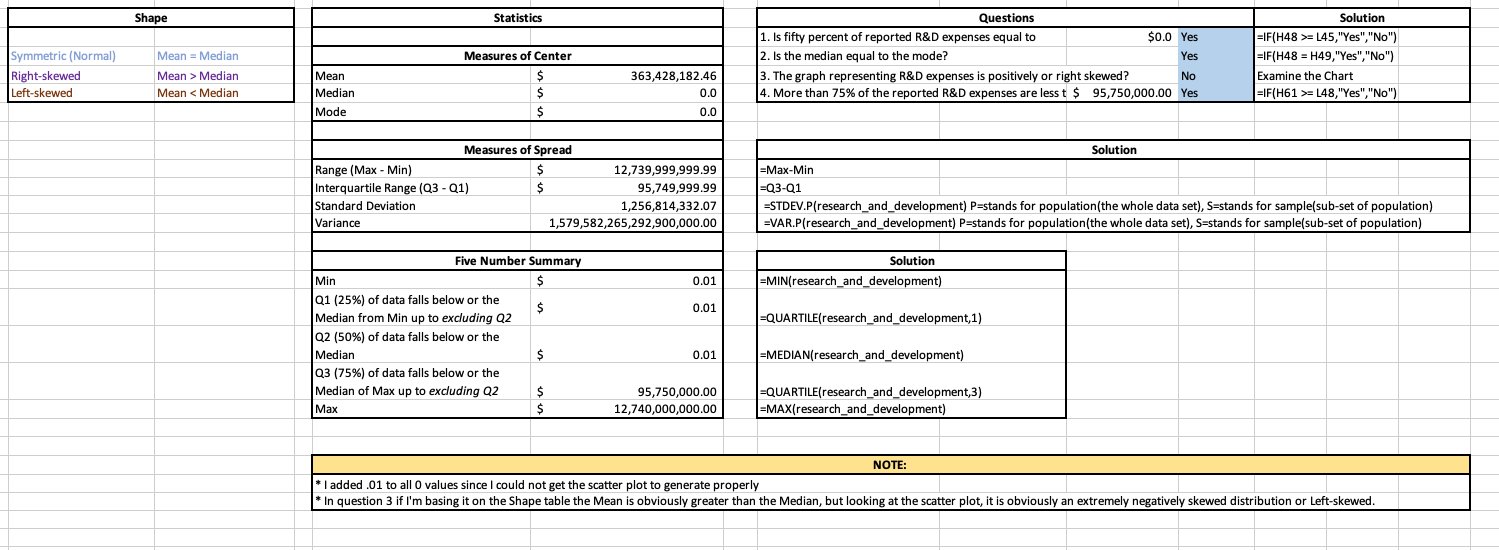 Shape
Symmetric (Normal) Mean = Median
Right-skewed Mean > Median
Left-skewed Mean < Median
Statistics
Measures of Center
Mean $ 363,428,182.46
Median $ 0.0
Mode $ 0.0
Measures of Spread
Range (Max - Min) $ 12,739,999,999.99
Interquartile Range (Q3 - Q1) $ 95,749,999.99
Standard Deviation 1,256,814,332.07
Variance 1,579,582,265,292,900,000.00
Five Number Summary
Min $ 0.01
Q1 (25%) of data falls below or the
Median from Min up to excluding Q2 $ 0.01
Q2 (50%) of data falls below or the
Median $ 0.01
Q3 (75%) of data falls below or the
Median of Max up to excluding Q2 $ 95,750,000.00
Max $ 12,740,000,000.00
Questions Solution
1. Is fifty percent of reported R&D expenses equal to $0.0 Yes =IF(H48 >= L45,"Yes","No")
2. Is the median equal to the mode? Yes =IF(H48 = H49,"Yes","No")
3. The graph representing R&D expenses is positively or right skewed? No Examine the Chart
4. More than 75% of the reported R&D expenses are less t $ 95,750,000.00 Yes =IF(H61 >= L48,"Yes","No")
Solution
=Max-Min
=Q3-Q1
=STDEV.P(research_and_development) P=stands for population(the whole data set), S=stands for sample(sub-set of population)
=VAR.P(research_and_development) P=stands for population(the whole data set), S=stands for sample(sub-set of population)
Solution
=MIN(research_and_development)
=QUARTILE(research_and_development,1)
=MEDIAN(research_and_development)
=QUARTILE(research_and_development,3)
=MAX(research_and_development)
NOTE:
* I added .01 to all 0 values since I could not get the scatter plot to generate properly
* In question 3 if I'm basing it on the Shape table the Mean is obviously greater than the Median, but looking at the scatter plot, it is obviously an extremely negatively skewed distribution or Left-skewed.